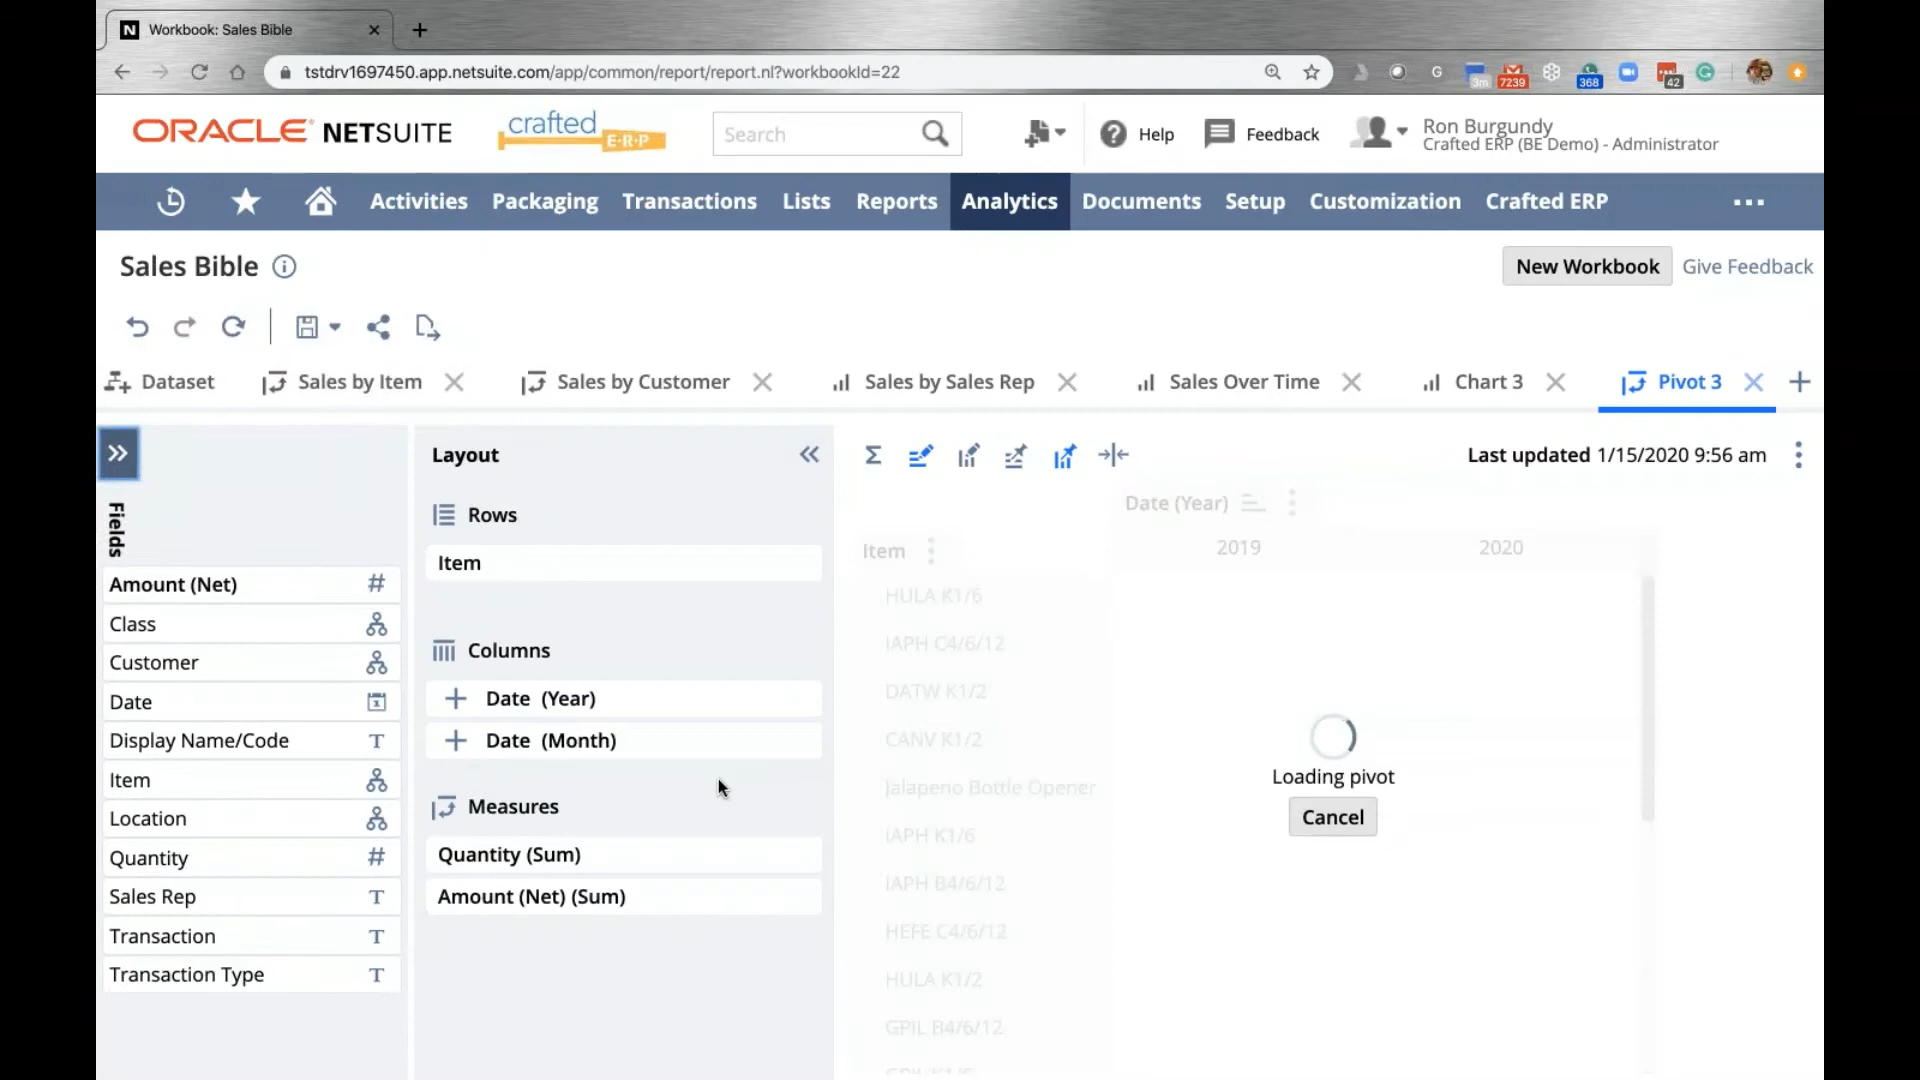 Workbook: Sales Bible
tstdrv1697450.app.netsuite.com/app/common/report/report.nl?workbookId=22
G
3m
7239
368
42
ORACLE NETSUITE
crafted
E·R·P
Search
Help
Feedback
Ron Burgundy
Crafted ERP (BE Demo) - Administrator
Activities Packaging Transactions Lists Reports Analytics Documents Setup Customization Crafted ERP
Sales Bible
New Workbook
Give Feedback
Dataset Sales by Item Sales by Customer Sales by Sales Rep Sales Over Time Chart 3 Pivot 3
Fields
Amount (Net)
Class
Customer
Date
Display Name/Code
Item
Location
Quantity
Sales Rep
Transaction
Transaction Type
Layout
Rows
Item
Columns
Date (Year)
Date (Month)
Measures
Quantity (Sum)
Amount (Net) (Sum)
Last updated 1/15/2020 9:56 am
Date (Year)
Item
2019 2020
HULA K1/6
IAPH C4/6/12
DATW K1/2
CANV K1/2
Jalapeno Bottle Opener
IAPH K1/6
IAPH B4/6/12
HEFE C4/6/12
HULA K1/2
GPIL B4/6/12
Loading pivot
Cancel